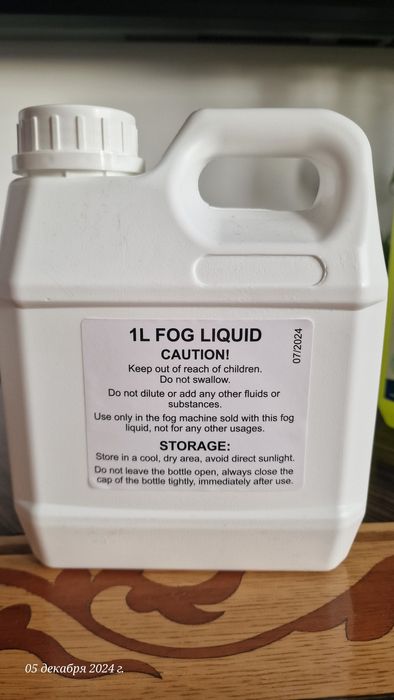 1L FOG LIQUID
07/2024
CAUTION!
Keep out of reach of children.
Do not swallow.
Do not dilute or add any other fluids or
substances.
Use only in the fog machine sold with this fog
liquid, not for any other usages.
STORAGE:
Store in a cool, dry area, avoid direct sunlight.
Do not leave the bottle open, always close the
cap of the bottle tightly, immediately after use.
05 декабря 2024 г.